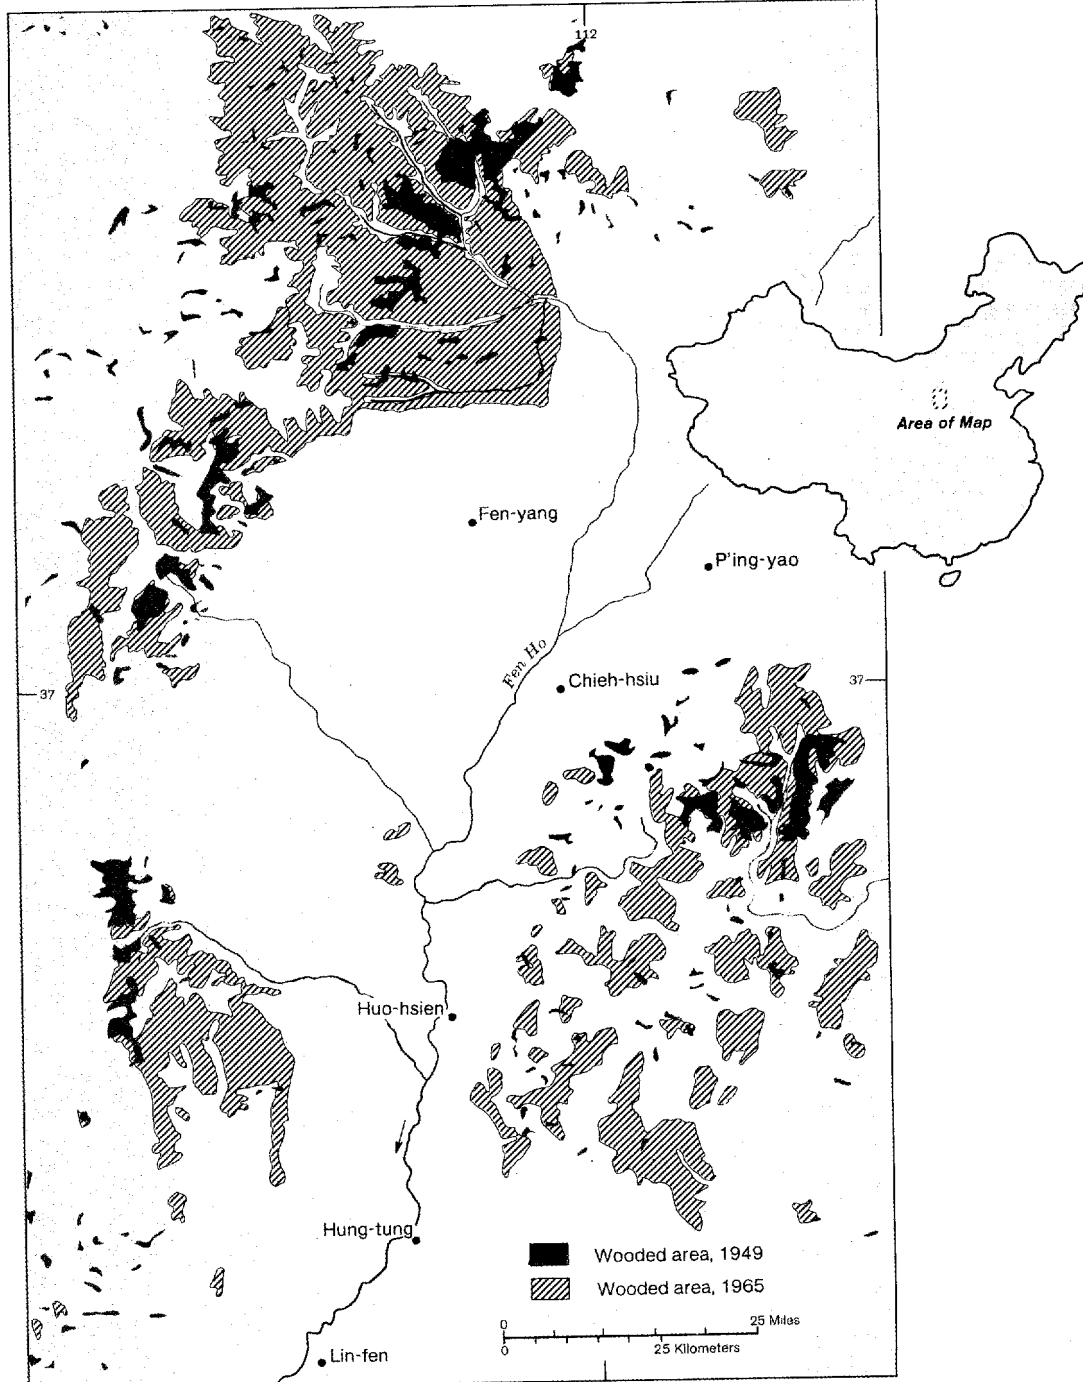 112
Area of Map
Fen-yang
P'ing-yao
Fen Ho
37
Chieh-hsiu
37
Huo-hsien
Hung-tung
Wooded area, 1949
Wooded area, 1965
0
25 Miles
0
25 Kilometers
Lin-fen